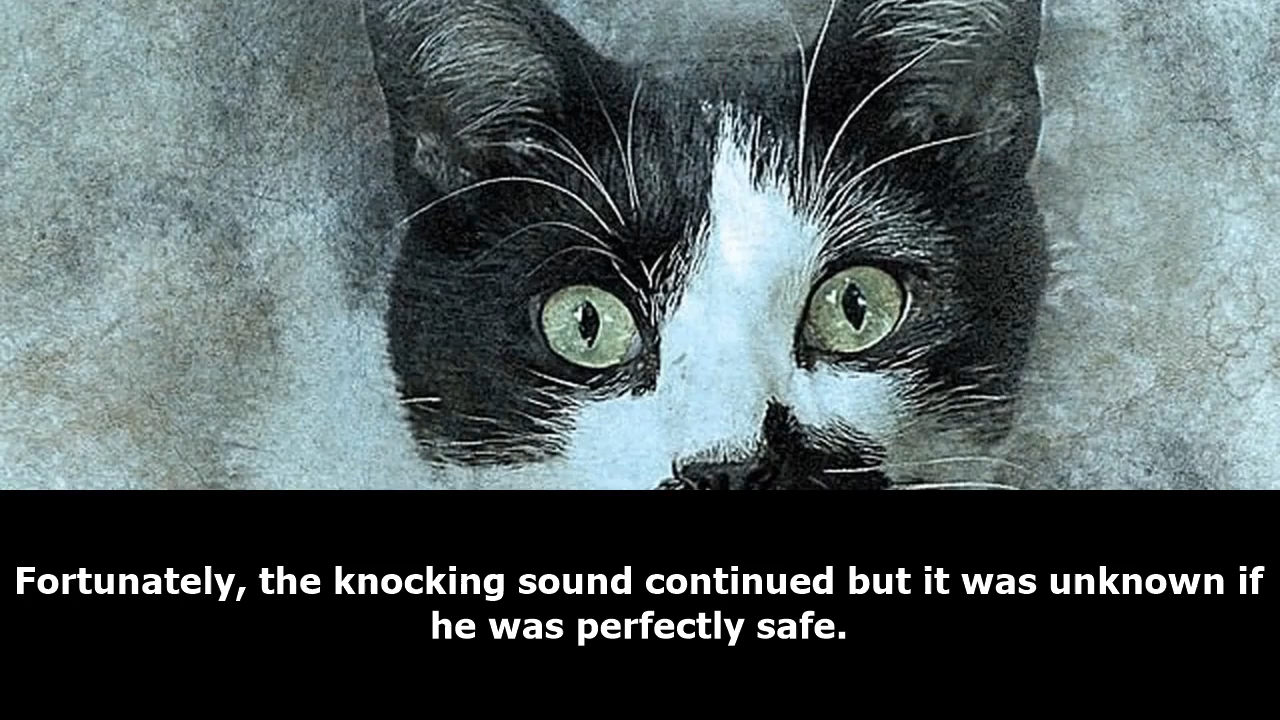 Fortunately, the knocking sound continued but it was unknown if
he was perfectly safe.